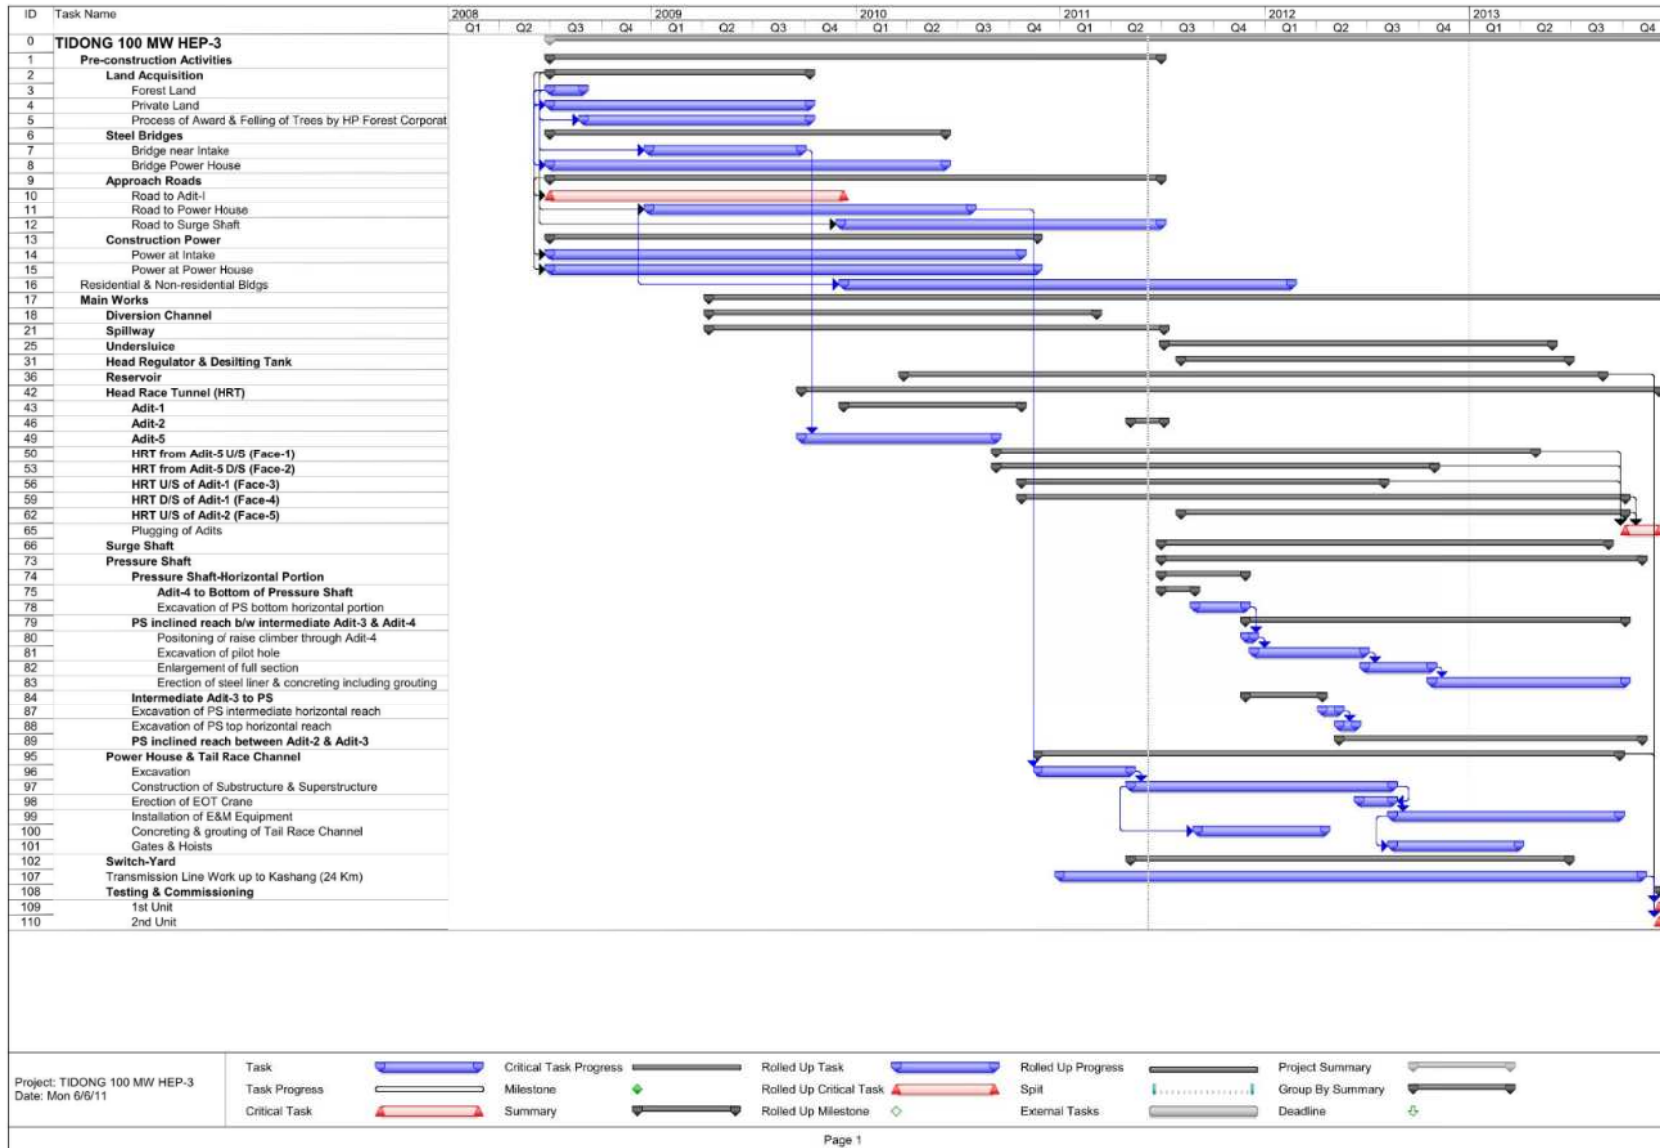 ID Task Name 2008 2009 2010 2011 2012 2013
Q1 Q2 Q3 Q4 Q1 Q2 Q3 Q4 Q1 Q2 Q3 Q4 Q1 Q2 Q3 Q4 Q1 Q2 Q3 Q4 Q1 Q2 Q3 Q4
0 TIDONG 100 MW HEP-3
1 Pre-construction Activities
2 Land Acquisition
3 Forest Land
4 Private Land
5 Process of Award & Felling of Trees by HP Forest Corporat
6 Steel Bridges
7 Bridge near Intake
8 Bridge Power House
9 Approach Roads
10 Road to Adit-I
11 Road to Power House
12 Road to Surge Shaft
13 Construction Power
14 Power at Intake
15 Power at Power House
16 Residential & Non-residential Bldgs
17 Main Works
18 Diversion Channel
21 Spillway
25 Undersluice
31 Head Regulator & Desilting Tank
36 Reservoir
42 Head Race Tunnel (HRT)
43 Adit-1
46 Adit-2
49 Adit-5
50 HRT from Adit-5 U/S (Face-1)
53 HRT from Adit-5 D/S (Face-2)
56 HRT U/S of Adit-1 (Face-3)
59 HRT D/S of Adit-1 (Face-4)
62 HRT U/S of Adit-2 (Face-5)
65 Plugging of Adits
66 Surge Shaft
73 Pressure Shaft
74 Pressure Shaft-Horizontal Portion
75 Adit-4 to Bottom of Pressure Shaft
78 Excavation of PS bottom horizontal portion
79 PS inclined reach b/w intermediate Adit-3 & Adit-4
80 Positoning of raise climber through Adit-4
81 Excavation of pilot hole
82 Enlargement of full section
83 Erection of steel liner & concreting including grouting
84 Intermediate Adit-3 to PS
87 Excavation of PS intermediate horizontal reach
88 Excavation of PS top horizontal reach
89 PS inclined reach between Adit-2 & Adit-3
95 Power House & Tail Race Channel
96 Excavation
97 Construction of Substructure & Superstructure
98 Erection of EOT Crane
99 Installation of E&M Equipment
100 Concreting & grouting of Tail Race Channel
101 Gates & Hoists
102 Switch-Yard
107 Transmission Line Work up to Kashang (24 Km)
108 Testing & Commissioning
109 1st Unit
110 2nd Unit
Project: TIDONG 100 MW HEP-3
Date: Mon 6/6/11
Task Critical Task Progress Rolled Up Task Rolled Up Progress Project Summary
Task Progress Milestone Rolled Up Critical Task Split Group By Summary
Critical Task Summary Rolled Up Milestone External Tasks Deadline
Page 1